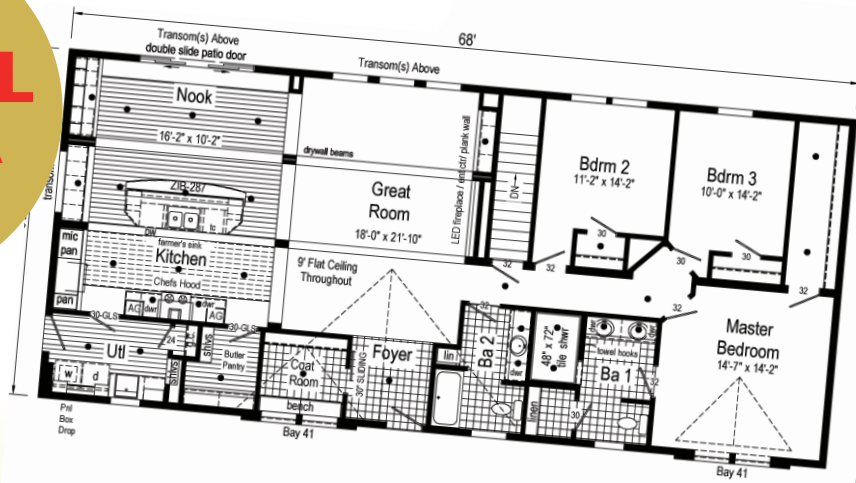 68'
Transom(s) Above
double slide patio door
Transom(s) Above
Nook
16'-2" x 10'-2"
drywall beams
LED fireplace / ent ctr/ plank wall
DN
Bdrm 2
11'-2" x 14'-2"
Bdrm 3
10'-0" x 14'-2"
ZIP-287
DW
farmer's sink
Kitchen
Chefs Hood
mic
pan
pan
Great
Room
18'-0" x 21'-10"
9' Flat Ceiling
Throughout
30
30
30
32
32
32
32
32
AG
dwr
dwr
AG
30-GLS
30-GLS
24
Utl
w
d
Butler
Pantry
Coat
Room
bench
30" SLIDING
Foyer
lin
Ba 2
dwr
48" x 72"
tile shwr
dwr
dwr
towel hooks
Ba 1
32
30
linen
Master
Bedroom
14'-7" x 14'-2"
Pnl
Box
Drop
Bay 41
Bay 41